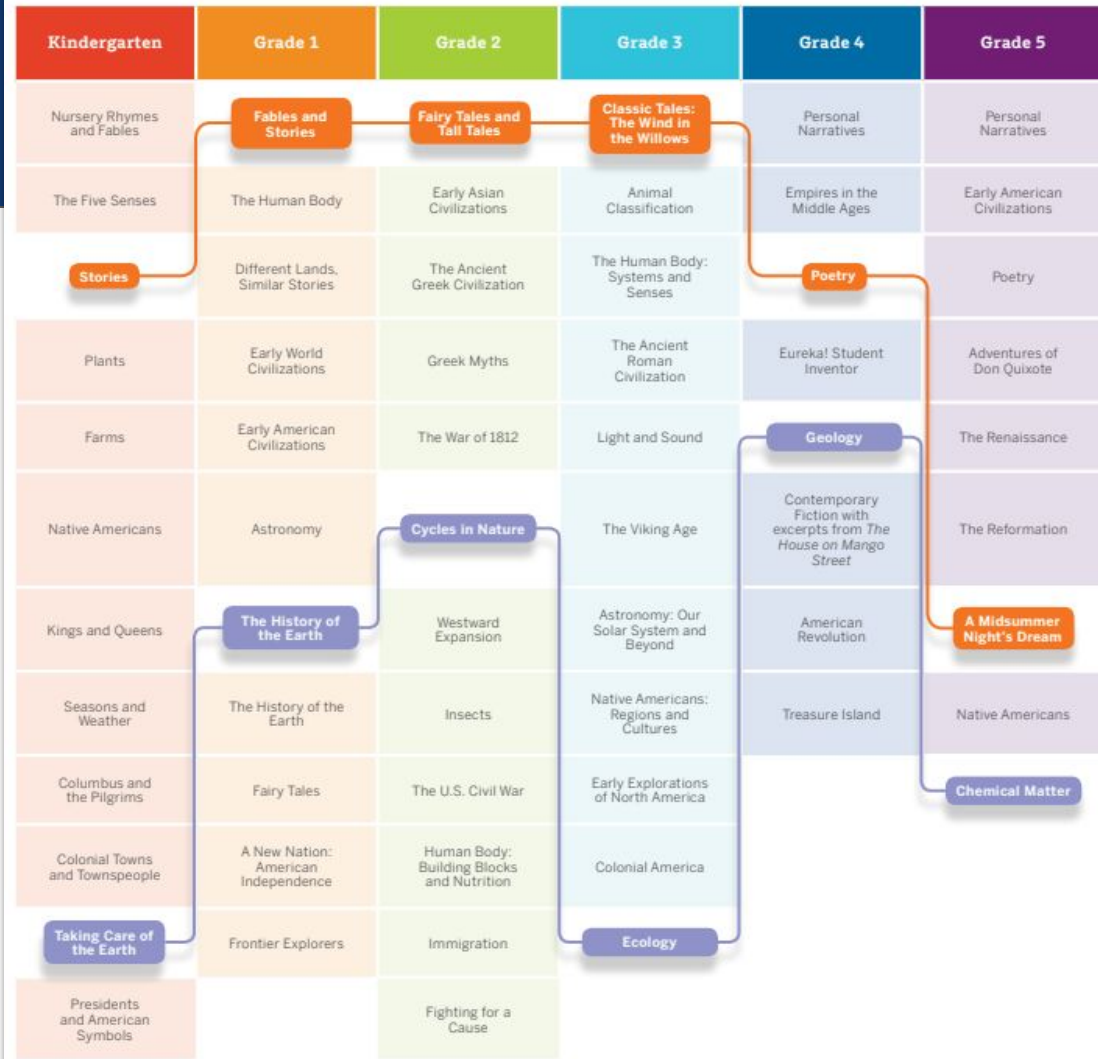 Kindergarten
Grade 1
Grade 2
Grade 3
Grade 4
Grade 5
Nursery Rhymes
and Fables
Fables and
Stories
Fairy Tales and
Tall Tales
Classic Tales:
The Wind in
the Willows
Personal
Narratives
Personal
Narratives
The Five Senses
The Human Body
Early Asian
Civilizations
Animal
Classification
Empires in the
Middle Ages
Early American
Civilizations
Stories
Different Lands,
Similar Stories
The Ancient
Greek Civilization
The Human Body:
Systems and
Senses
Poetry
Poetry
Plants
Early World
Civilizations
Greek Myths
The Ancient
Roman
Civilization
Eureka! Student
Inventor
Adventures of
Don Quixote
Farms
Early American
Civilizations
The War of 1812
Light and Sound
Geology
The Renaissance
Native Americans
Astronomy
Cycles in Nature
The Viking Age
Contemporary
Fiction with
excerpts from The
House on Mango
Street
The Reformation
Kings and Queens
The History of
the Earth
Westward
Expansion
Astronomy: Our
Solar System and
Beyond
American
Revolution
A Midsummer
Night's Dream
Seasons and
Weather
The History of the
Earth
Insects
Native Americans:
Regions and
Cultures
Treasure Island
Native Americans
Columbus and
the Pilgrims
Fairy Tales
The U.S. Civil War
Early Explorations
of North America
Chemical Matter
Colonial Towns
and Townspeople
A New Nation:
American
Independence
Human Body:
Building Blocks
and Nutrition
Colonial America
Taking Care of
the Earth
Frontier Explorers
Immigration
Ecology
Presidents
and American
Symbols
Fighting for a
Cause